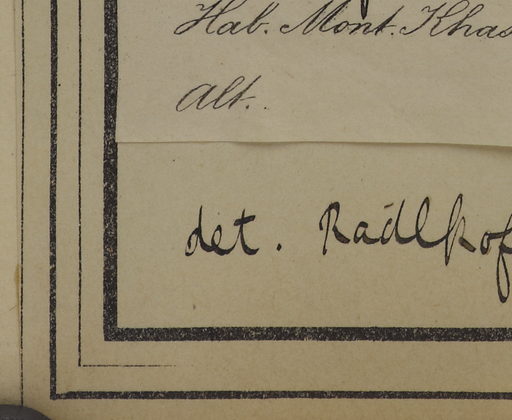 Hab. Mont. Khas
Alt.
det. Radlkof